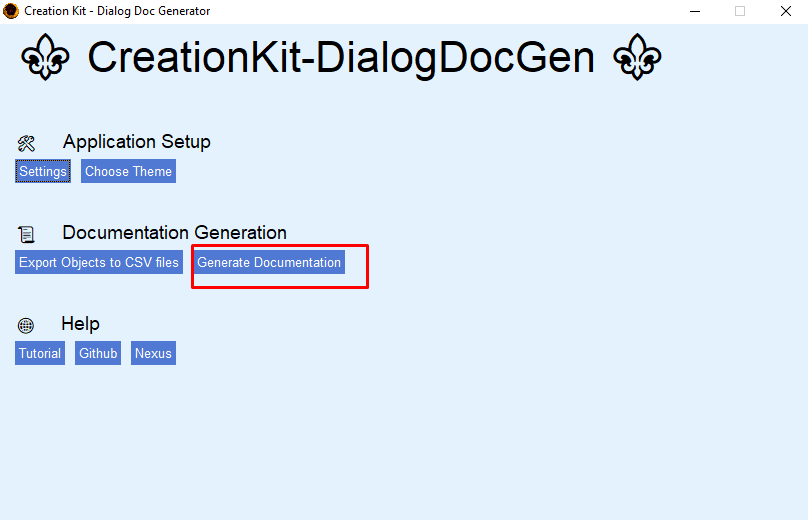 Creation Kit - Dialog Doc Generator
CreationKit-DialogDocGen
Application Setup
Settings Choose Theme
Documentation Generation
Export Objects to CSV files Generate Documentation
Help
Tutorial Github Nexus